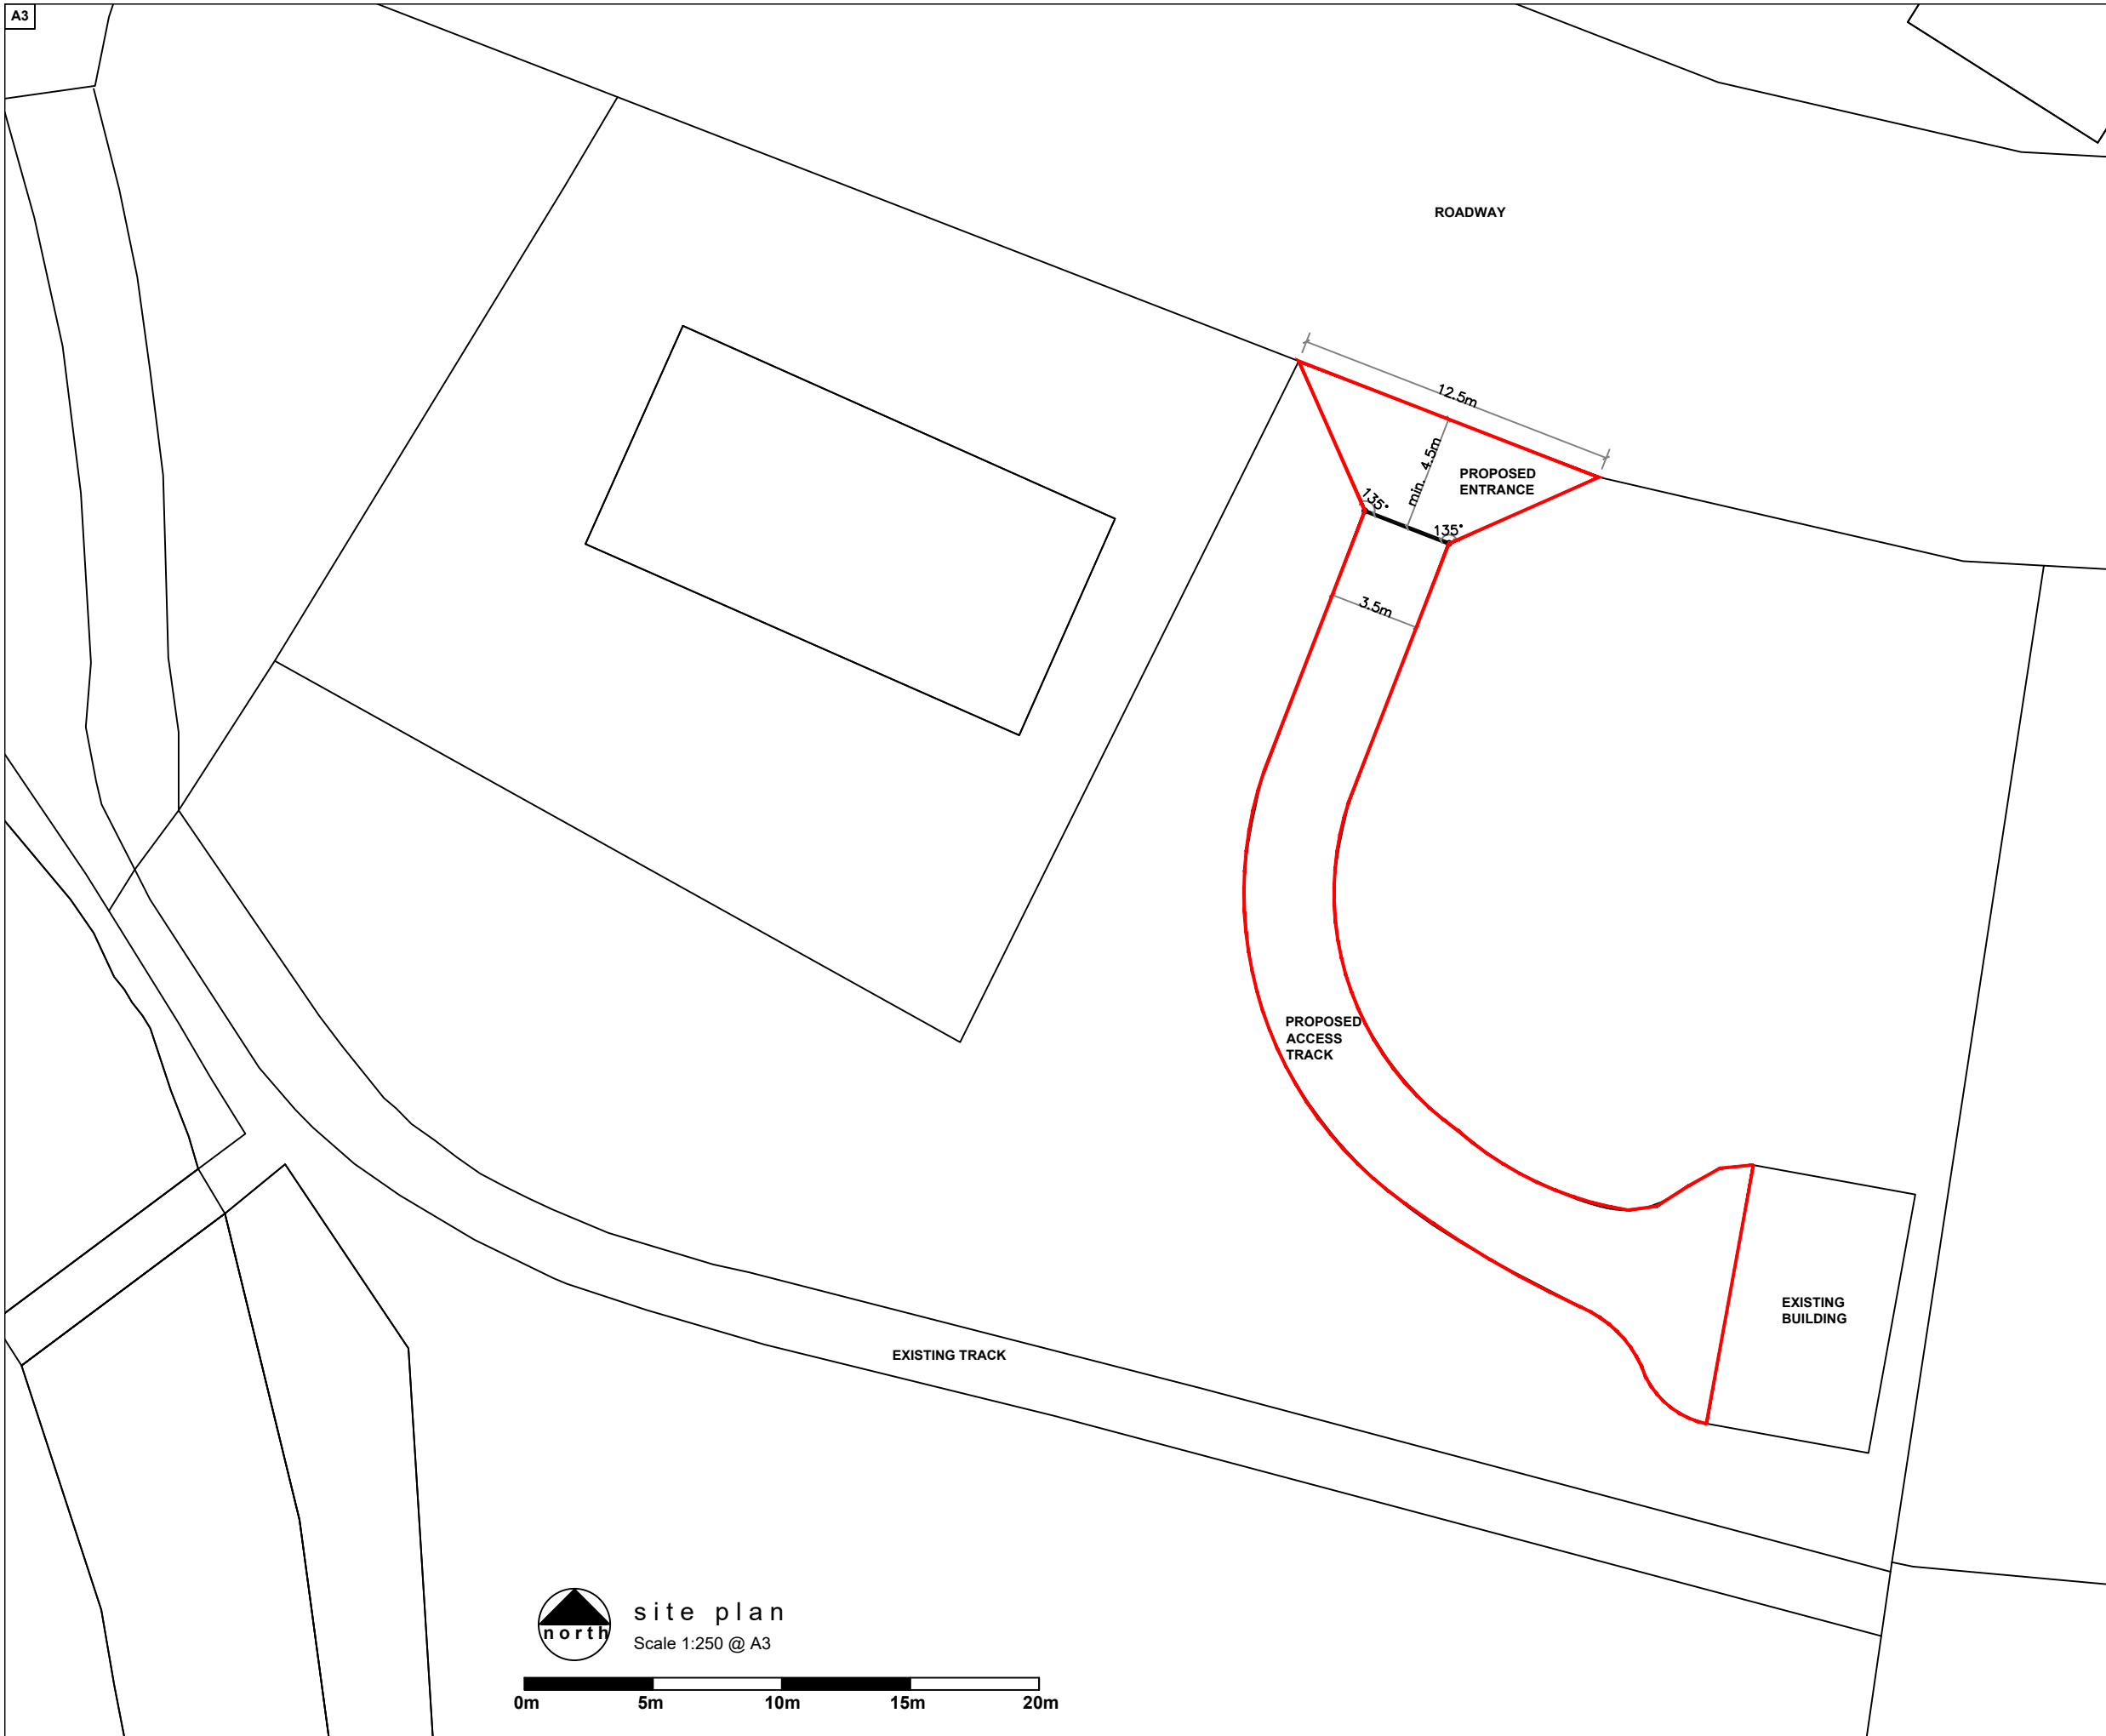 A3
ROADWAY
12.5m
min. 4.5m
PROPOSED
ENTRANCE
135°
135°
3.5m
PROPOSED
ACCESS
TRACK
EXISTING
BUILDING
EXISTING TRACK
north
site plan
Scale 1:250 @ A3
0m 5m 10m 15m 20m